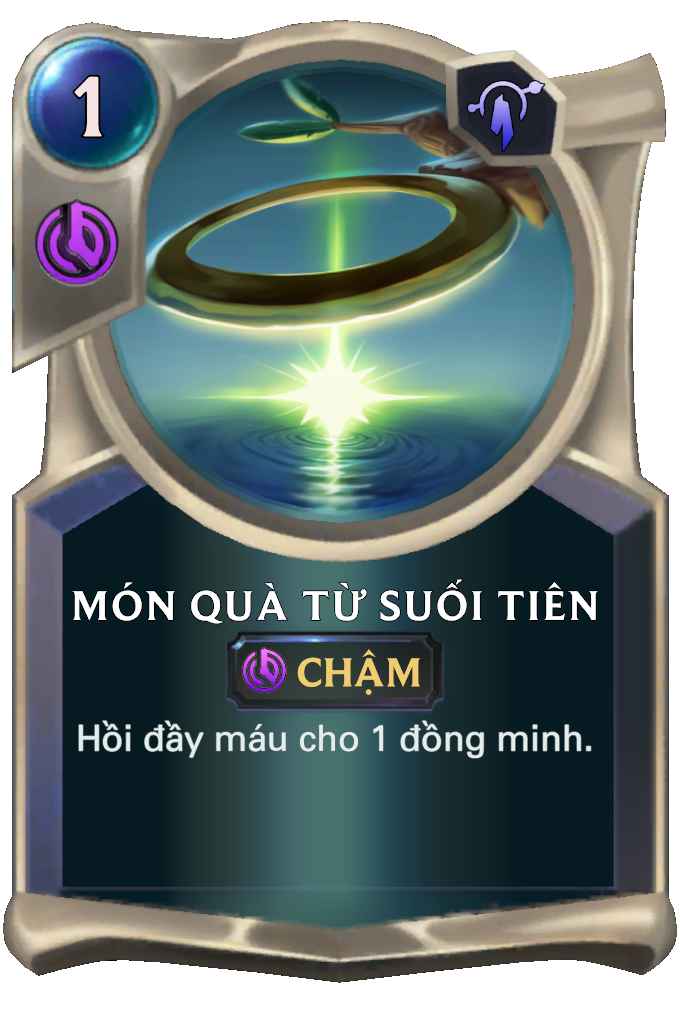 1
MÓN QUÀ TỪ SUỐI TIÊN
CHẬM
Hồi đầy máu cho 1 đồng minh.